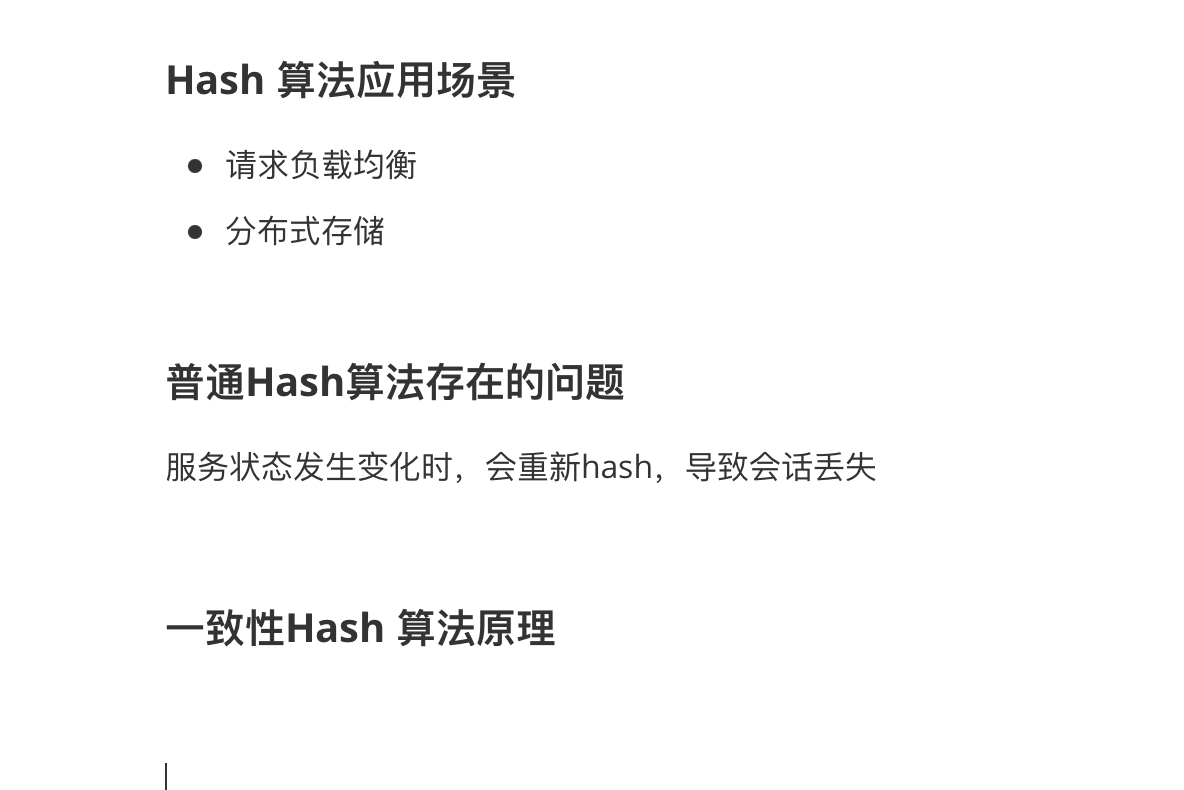 Hash 算法应用场景
请求负载均衡
分布式存储
普通Hash算法存在的问题
服务状态发生变化时，会重新hash，导致会话丢失
一致性Hash 算法原理